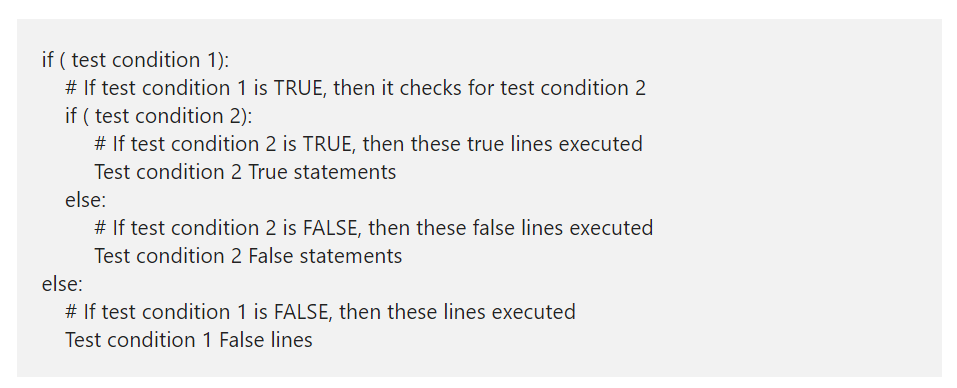 if ( test condition 1):
# If test condition 1 is TRUE, then it checks for test condition 2
if ( test condition 2):
# If test condition 2 is TRUE, then these true lines executed
Test condition 2 True statements
else:
# If test condition 2 is FALSE, then these false lines executed
Test condition 2 False statements
else:
# If test condition 1 is FALSE, then these lines executed
Test condition 1 False lines